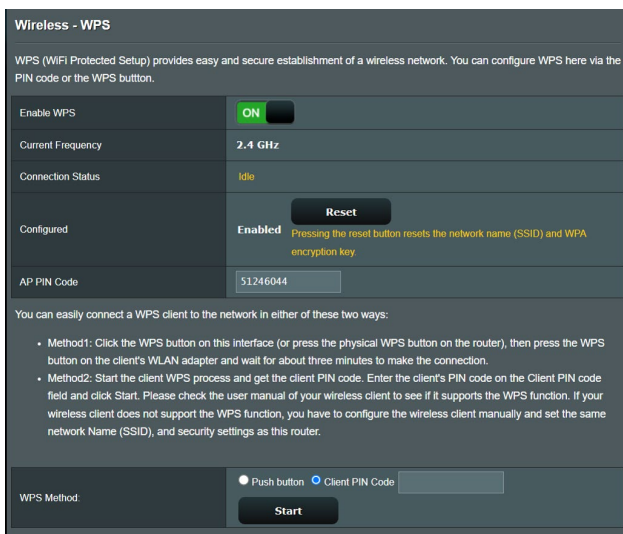 Wireless - WPS
WPS (WiFi Protected Setup) provides easy and secure establishment of a wireless network. You can configure WPS here via the
PIN code or the WPS buttton.
Enable WPS
ON
Current Frequency
2.4 GHz
Connection Status
Idle
Configured
Enabled
Reset
Pressing the reset button resets the network name (SSID) and WPA
encryption key.
AP PIN Code
51246044
You can easily connect a WPS client to the network in either of these two ways:
• Method1: Click the WPS button on this interface (or press the physical WPS button on the router), then press the WPS
button on the client's WLAN adapter and wait for about three minutes to make the connection.
• Method2: Start the client WPS process and get the client PIN code. Enter the client's PIN code on the Client PIN code
field and click Start. Please check the user manual of your wireless client to see if it supports the WPS function. If your
wireless client does not support the WPS function, you have to configure the wireless client manually and set the same
network Name (SSID), and security settings as this router.
WPS Method:
Push button Client PIN Code
Start